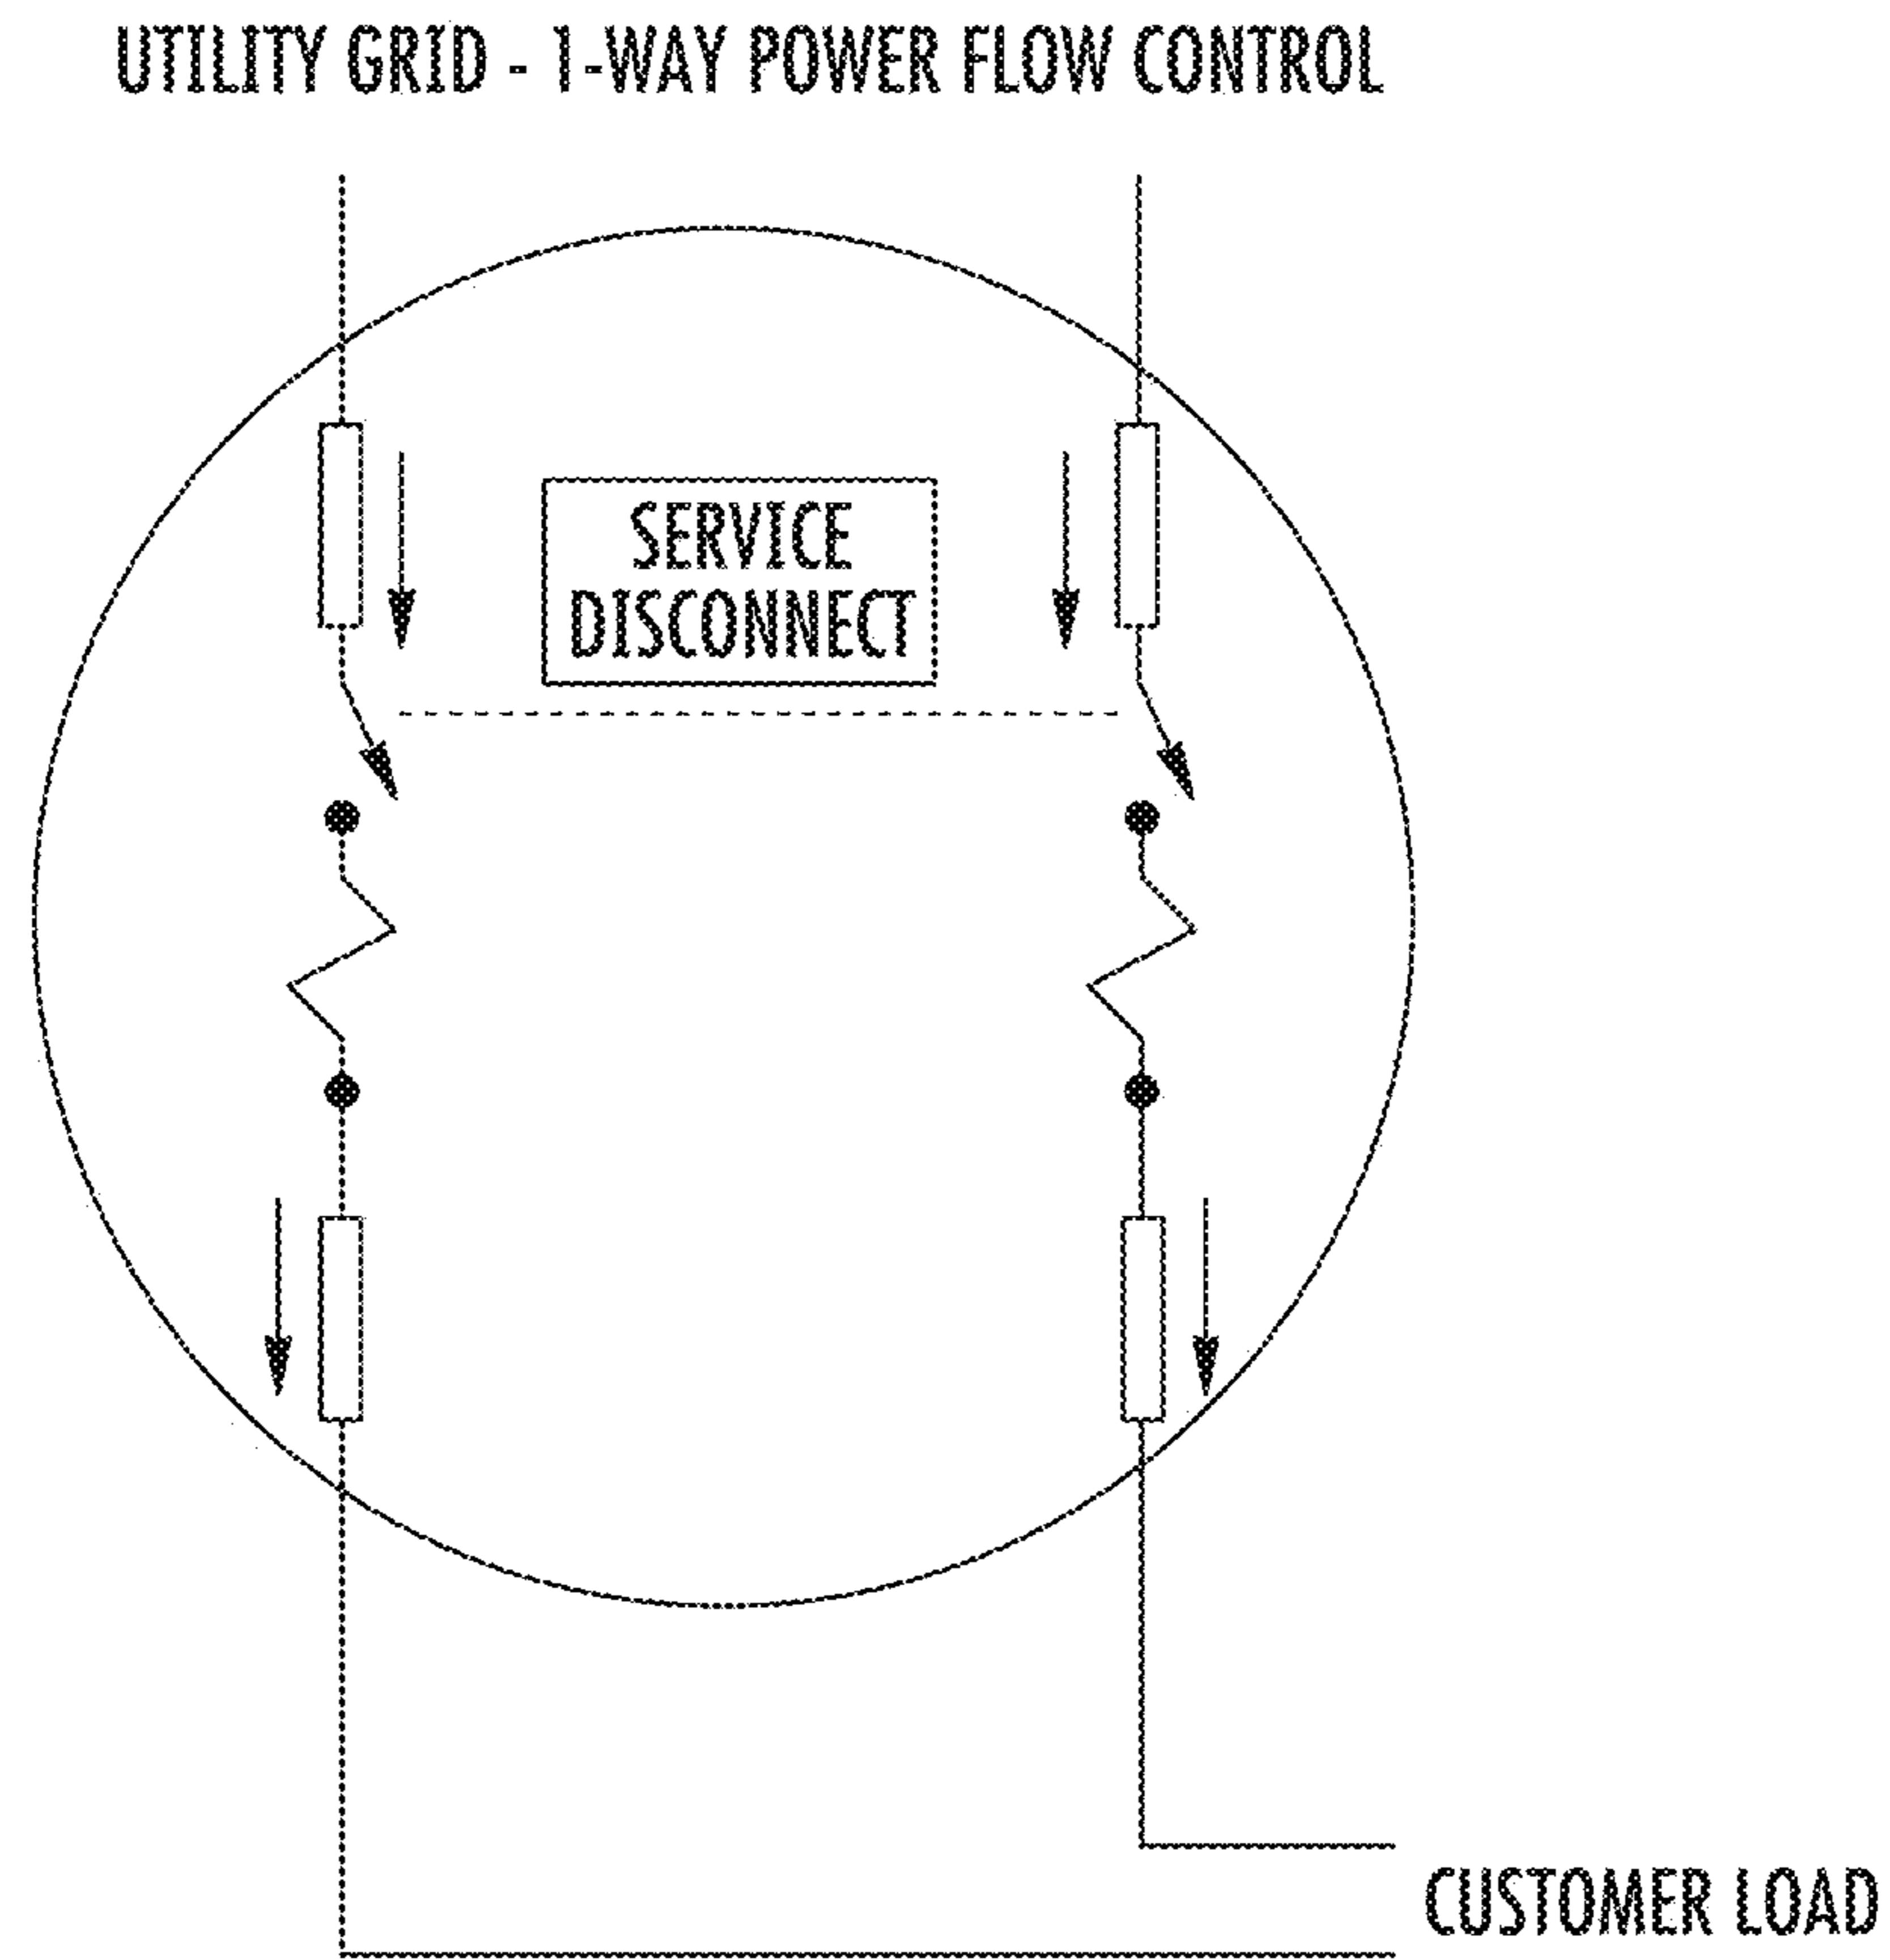 UTILITY GRID - 1-WAY POWER FLOW CONTROL
SERVICE
DISCONNECT
CUSTOMER LOAD